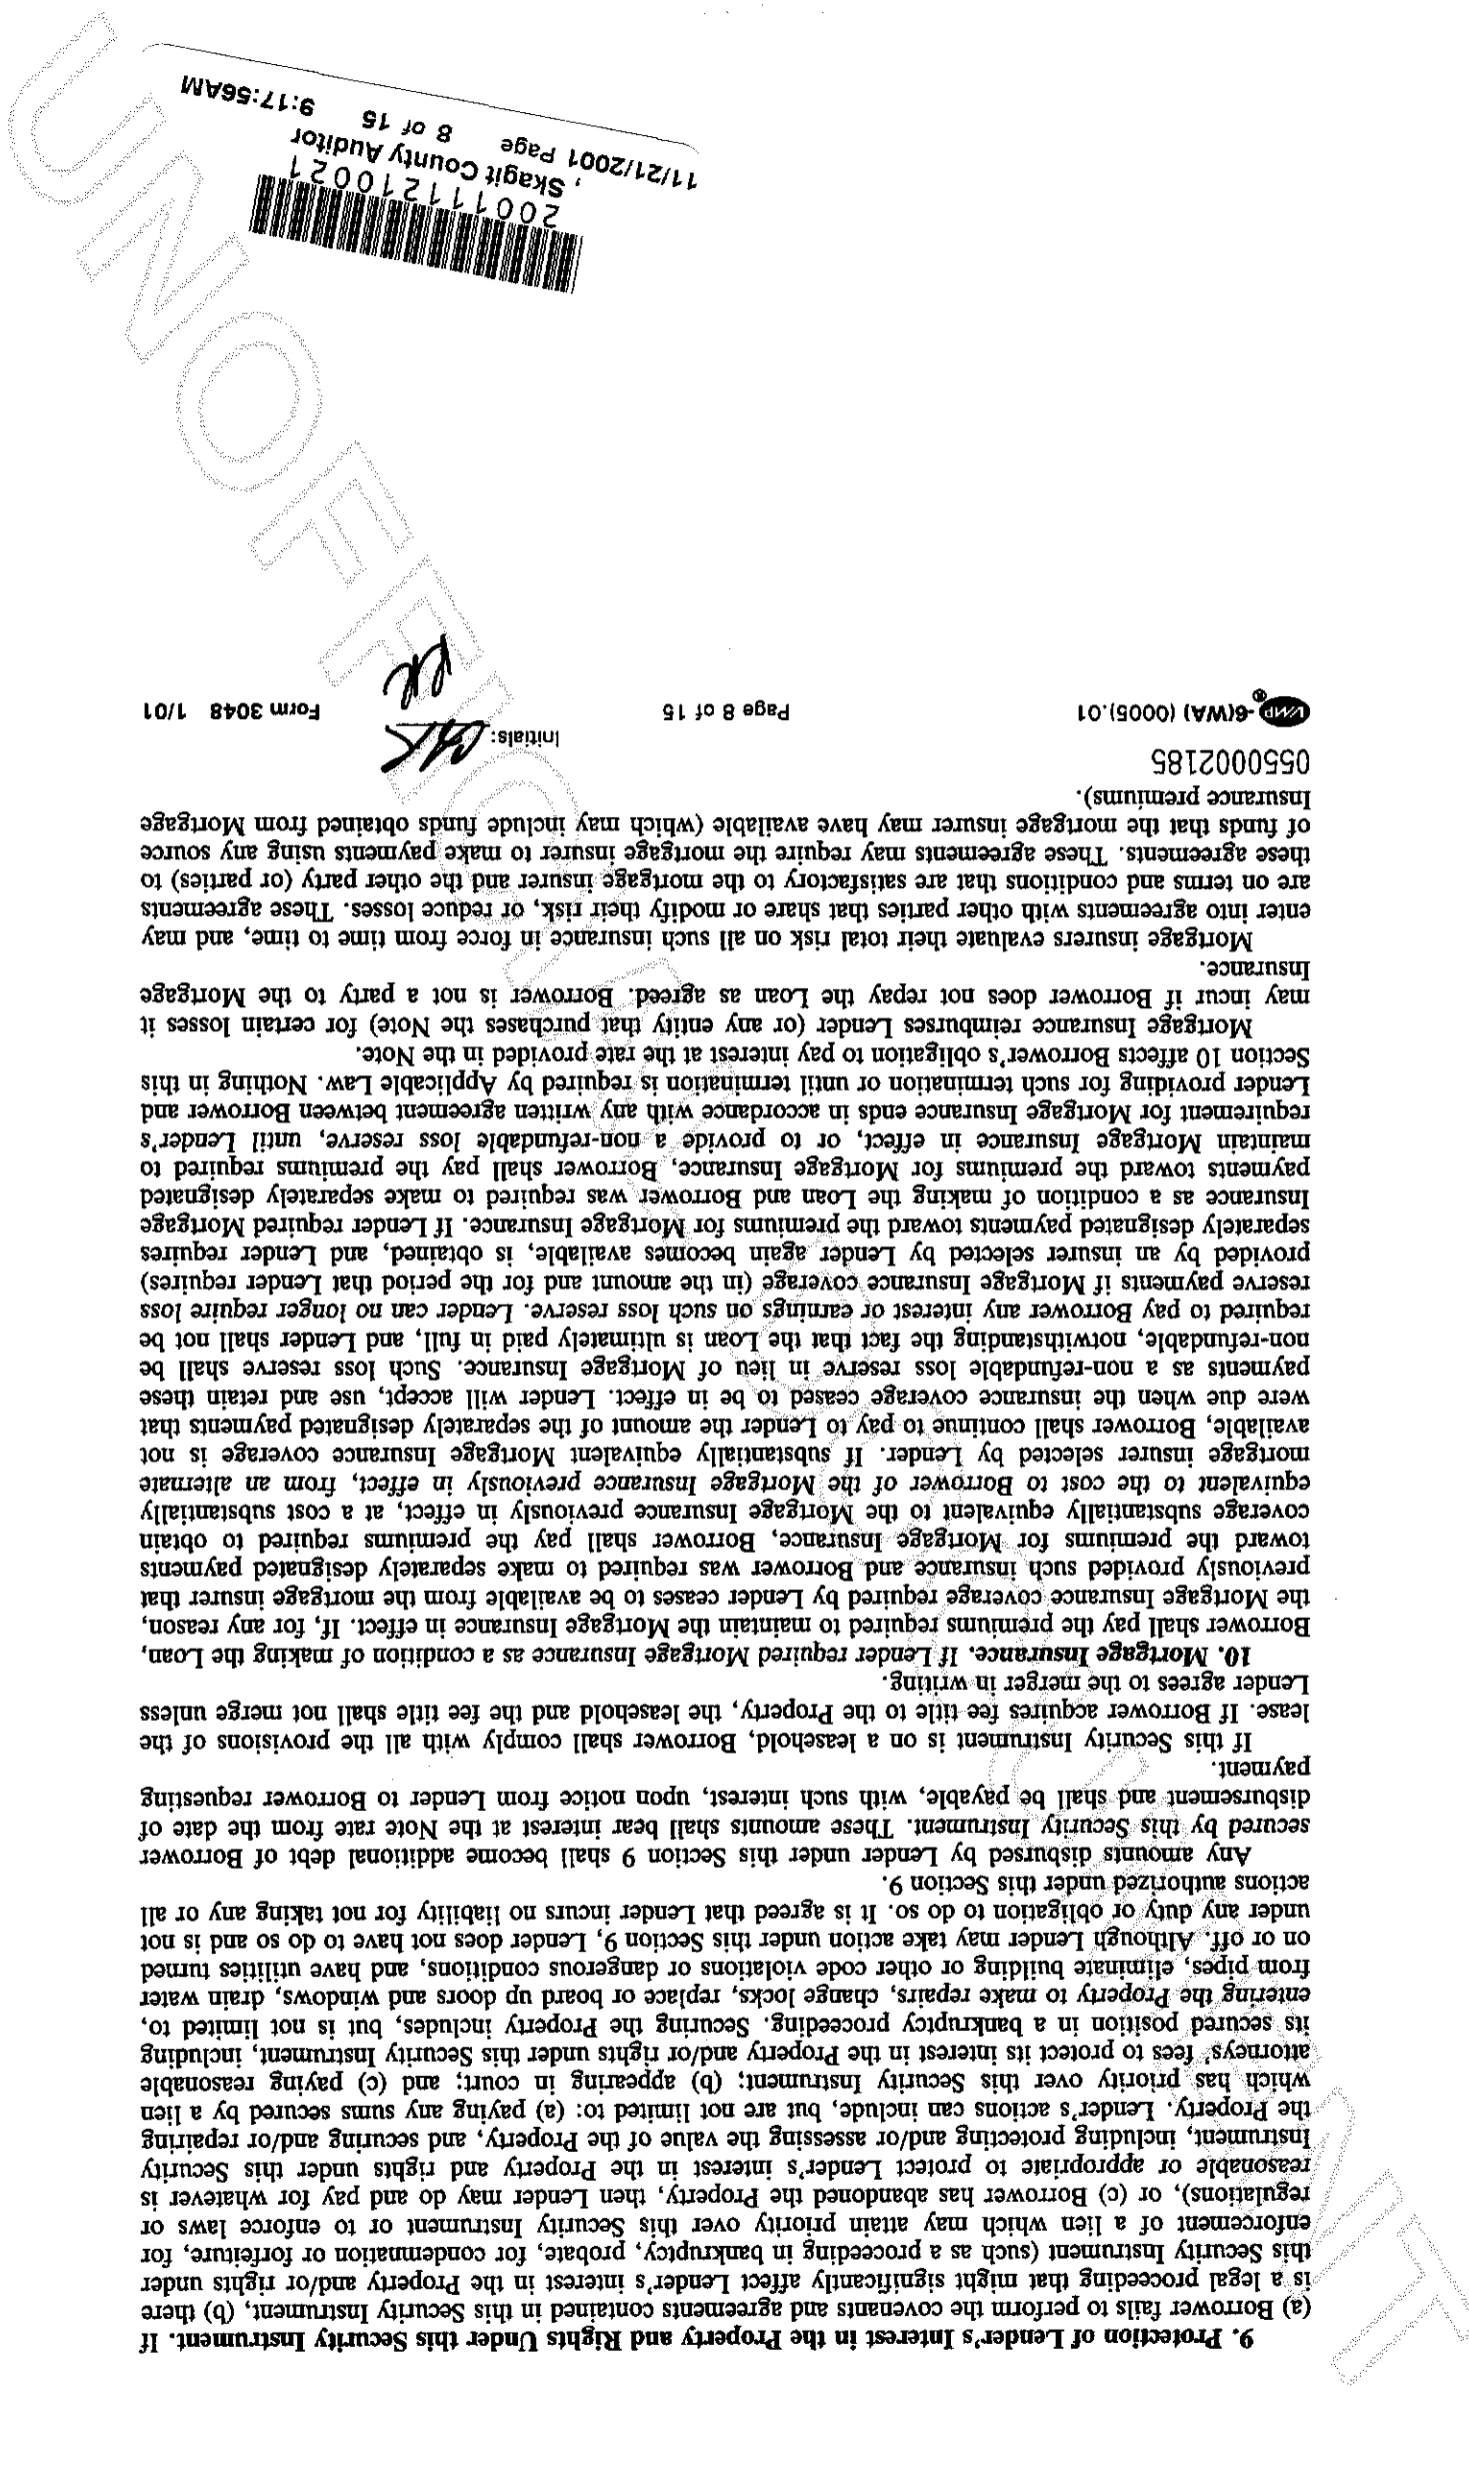 9. Protection of Lender's Interest in the Property and Rights Under this Security Instrument. If
(a) Borrower fails to perform the covenants and agreements contained in this Security Instrument, (b) there
is a legal proceeding that might significantly affect Lender's interest in the Property and/or rights under
this Security Instrument (such as a proceeding in bankruptcy, probate, for condemnation or forfeiture, for
enforcement of a lien which may attain priority over this Security Instrument or to enforce laws or
regulations), or (c) Borrower has abandoned the Property, then Lender may do and pay for whatever is
reasonable or appropriate to protect Lender's interest in the Property and rights under this Security
Instrument, including protecting and/or assessing the value of the Property, and securing and/or repairing
the Property. Lender's actions can include, but are not limited to: (a) paying any sums secured by a lien
which has priority over this Security Instrument; (b) appearing in court; and (c) paying reasonable
attorneys' fees to protect its interest in the Property and/or rights under this Security Instrument, including
its secured position in a bankruptcy proceeding. Securing the Property includes, but is not limited to,
entering the Property to make repairs, change locks, replace or board up doors and windows, drain water
from pipes, eliminate building or other code violations or dangerous conditions, and have utilities turned
on or off. Although Lender may take action under this Section 9, Lender does not have to do so and is not
under any duty or obligation to do so. It is agreed that Lender incurs no liability for not taking any or all
actions authorized under this Section 9.
Any amounts disbursed by Lender under this Section 9 shall become additional debt of Borrower
secured by this Security Instrument. These amounts shall bear interest at the Note rate from the date of
disbursement and shall be payable, with such interest, upon notice from Lender to Borrower requesting
payment.
If this Security Instrument is on a leasehold, Borrower shall comply with all the provisions of the
lease. If Borrower acquires fee title to the Property, the leasehold and the fee title shall not merge unless
Lender agrees to the merger in writing.
10. Mortgage Insurance. If Lender required Mortgage Insurance as a condition of making the Loan,
Borrower shall pay the premiums required to maintain the Mortgage Insurance in effect. If, for any reason,
the Mortgage Insurance coverage required by Lender ceases to be available from the mortgage insurer that
previously provided such insurance and Borrower was required to make separately designated payments
toward the premiums for Mortgage Insurance, Borrower shall pay the premiums required to obtain
coverage substantially equivalent to the Mortgage Insurance previously in effect, at a cost substantially
equivalent to the cost to Borrower of the Mortgage Insurance previously in effect, from an alternate
mortgage insurer selected by Lender. If substantially equivalent Mortgage Insurance coverage is not
available, Borrower shall continue to pay to Lender the amount of the separately designated payments that
were due when the insurance coverage ceased to be in effect. Lender will accept, use and retain these
payments as a non-refundable loss reserve in lieu of Mortgage Insurance. Such loss reserve shall be
non-refundable, notwithstanding the fact that the Loan is ultimately paid in full, and Lender shall not be
required to pay Borrower any interest or earnings on such loss reserve. Lender can no longer require loss
reserve payments if Mortgage Insurance coverage (in the amount and for the period that Lender requires)
provided by an insurer selected by Lender again becomes available, is obtained, and Lender requires
separately designated payments toward the premiums for Mortgage Insurance. If Lender required Mortgage
Insurance as a condition of making the Loan and Borrower was required to make separately designated
payments toward the premiums for Mortgage Insurance, Borrower shall pay the premiums required to
maintain Mortgage Insurance in effect, or to provide a non-refundable loss reserve, until Lender's
requirement for Mortgage Insurance ends in accordance with any written agreement between Borrower and
Lender providing for such termination or until termination is required by Applicable Law. Nothing in this
Section 10 affects Borrower's obligation to pay interest at the rate provided in the Note.
Mortgage Insurance reimburses Lender (or any entity that purchases the Note) for certain losses it
may incur if Borrower does not repay the Loan as agreed. Borrower is not a party to the Mortgage
Insurance.
Mortgage insurers evaluate their total risk on all such insurance in force from time to time, and may
enter into agreements with other parties that share or modify their risk, or reduce losses. These agreements
are on terms and conditions that are satisfactory to the mortgage insurer and the other party (or parties) to
these agreements. These agreements may require the mortgage insurer to make payments using any source
of funds that the mortgage insurer may have available (which may include funds obtained from Mortgage
Insurance premiums).
0550002185
Initials:
VMP®-6(WA) (0005).01 Page 8 of 15 Form 3048 1/01
200111210021
, Skagit County Auditor
11/21/2001 Page 8 of 15 9:17:56AM
UNOFFICIAL DOCUMENT